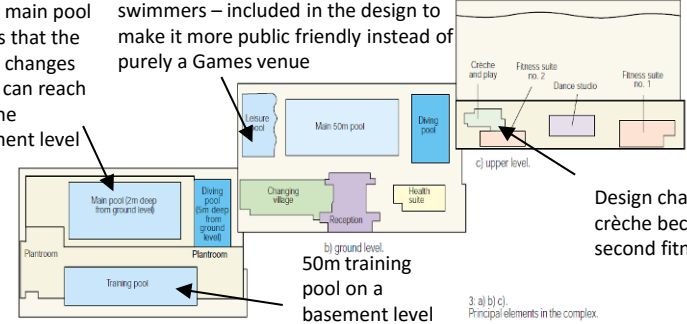 main pool
s that the
changes
can reach
ne
ment level
swimmers – included in the design to
make it more public friendly instead of
purely a Games venue
Crèche
and play
Fitness suite
no. 2
Dance studio
Fitness suite
no. 1
c) upper level.
Design cha
crèche bec
second fitn
Leisure
pool
Main 50m pool
Diving
pool
Changing
village
Reception
Health
suite
b) ground level.
Main pool (2m deep
from ground level)
Diving
pool
(5m deep
from
ground
level)
Plantroom
Plantroom
Training pool
50m training
pool on a
basement level
3: a) b) c).
Principal elements in the complex.